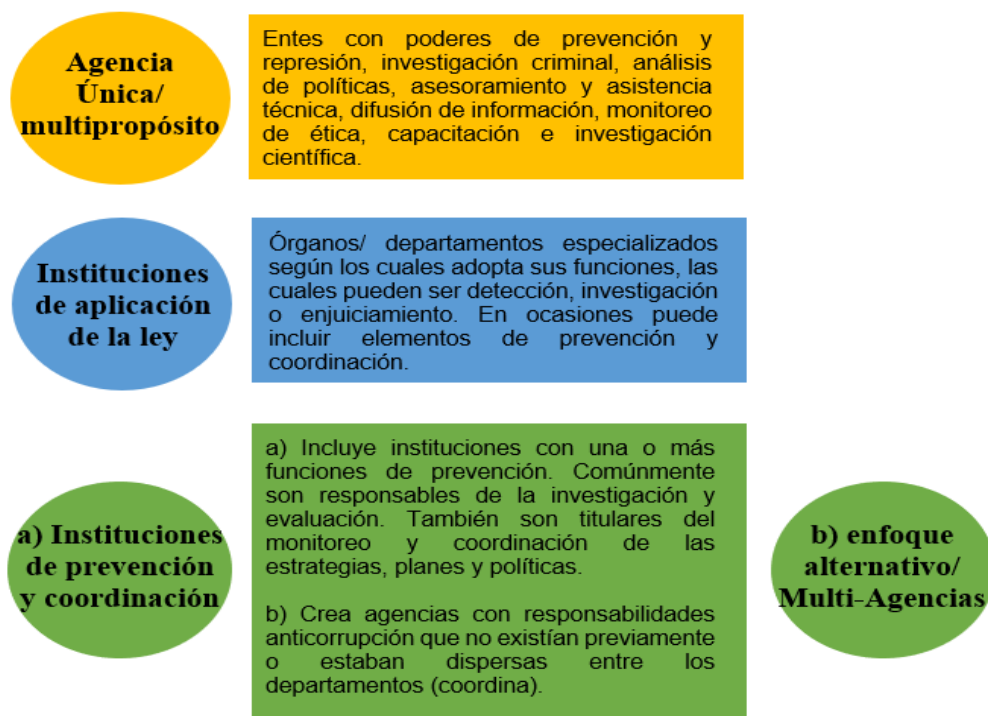 Agencia
Única/
multipropósito
Entes con poderes de prevención y
represión, investigación criminal, análisis
de políticas, asesoramiento y asistencia
técnica, difusión de información, monitoreo
de ética, capacitación e investigación
científica.
Instituciones
de aplicación
de la ley
Órganos/ departamentos especializados
según los cuales adopta sus funciones, las
cuales pueden ser detección, investigación
o enjuiciamiento. En ocasiones puede
incluir elementos de prevención y
coordinación.
a) Instituciones
de prevención
y coordinación
a) Incluye instituciones con una o más
funciones de prevención. Comúnmente
son responsables de la investigación y
evaluación. También son titulares del
monitoreo y coordinación de las
estrategias, planes y políticas.
b) Crea agencias con responsabilidades
anticorrupción que no existían previamente
o estaban dispersas entre los
departamentos (coordina).
b) enfoque
alternativo/
Multi-Agencias